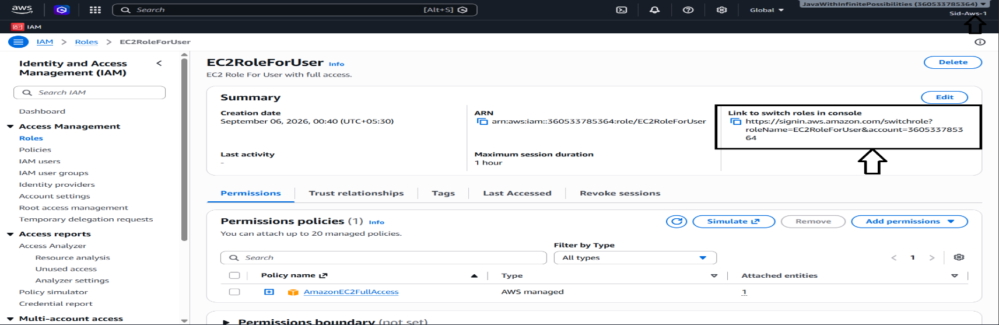 aws
Search
[Alt+S]
Global
JavaWithInfinitePossibilities (360533785364)
Sid-Aws-1
IAM
IAM > Roles > EC2RoleForUser
Identity and Access Management (IAM)
Search IAM
Dashboard
Access Management
Roles
Policies
IAM users
IAM user groups
Identity providers
Account settings
Root access management
Temporary delegation requests
Access reports
Access Analyzer
Resource analysis
Unused access
Analyzer settings
Policy simulator
Credential report
Multi-account access
EC2RoleForUser Info
Delete
EC2 Role For User with full access.
Summary
Edit
Creation date
September 06, 2026, 00:40 (UTC+05:30)
ARN
arn:aws:iam::360533785364:role/EC2RoleForUser
Link to switch roles in console
https://signin.aws.amazon.com/switchrole?
roleName=EC2RoleForUser&account=3605337853
64
Last activity
-
Maximum session duration
1 hour
Permissions
Trust relationships
Tags
Last Accessed
Revoke sessions
Permissions policies (1) Info
Simulate
Remove
Add permissions
You can attach up to 20 managed policies.
Filter by Type
Search
All types
1
Policy name
Type
Attached entities
AmazonEC2FullAccess
AWS managed
1
Permissions boundary (not set)